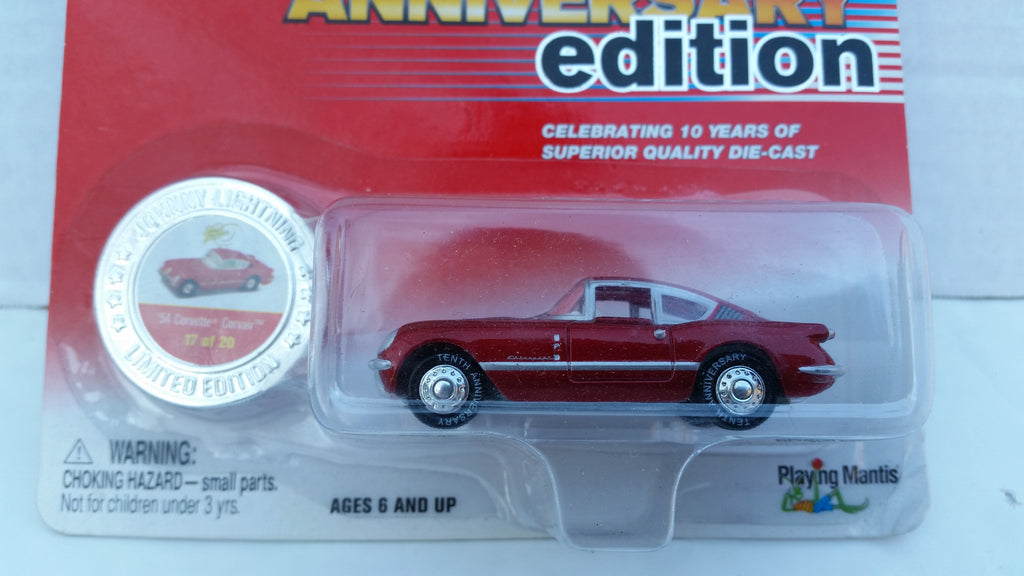 ANNIVERSARY
edition
CELEBRATING 10 YEARS OF
SUPERIOR QUALITY DIE-CAST
JOHNNY LIGHTNING
'54 Corvette® Corvair™
17 of 20
LIMITED EDITION
TENTH ANNIVERSARY
TENTH ANNIVERSARY
WARNING:
CHOKING HAZARD — small parts.
Not for children under 3 yrs.
AGES 6 AND UP
Playing Mantis